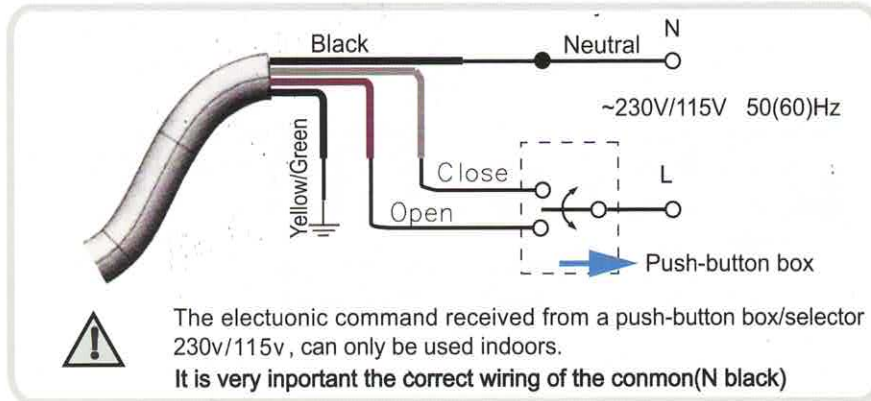 Black
Neutral
N
~230V/115V 50(60)Hz
Yellow/Green
Close
L
Open
Push-button box
The electuonic command received from a push-button box/selector
230v/115v, can only be used indoors.
It is very inportant the correct wiring of the conmon(N black)